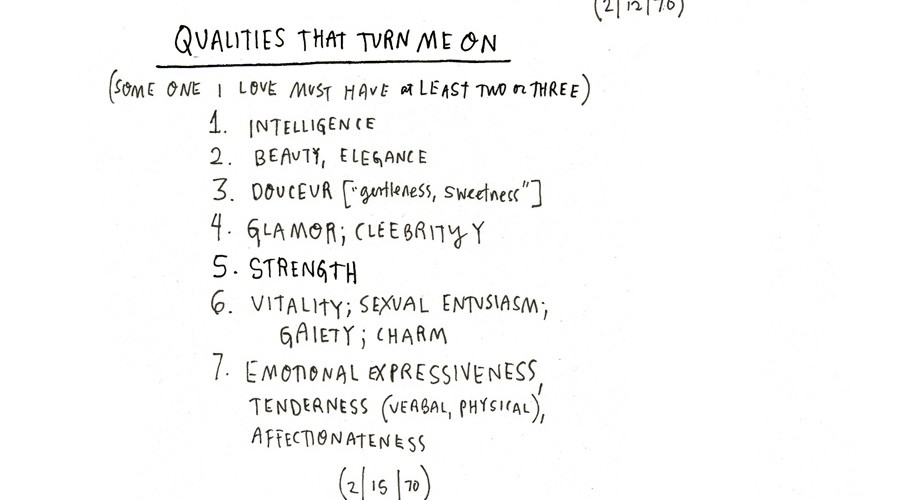 (2|12|70)
QUALITIES THAT TURN ME ON
(SOME ONE I LOVE MUST HAVE at LEAST TWO or THREE)
1. INTELLIGENCE
2. BEAUTY, ELEGANCE
3. DOUCEUR ["gentleness, sweetness"]
4. GLAMOR; CLEEBRITY Y
5. STRENGTH
6. VITALITY; SEXUAL ENTUSIASM;
GAIETY; CHARM
7. EMOTIONAL EXPRESSIVENESS,
TENDERNESS (VERBAL, PHYSICAL),
AFFECTIONATENESS
(2|15|70)